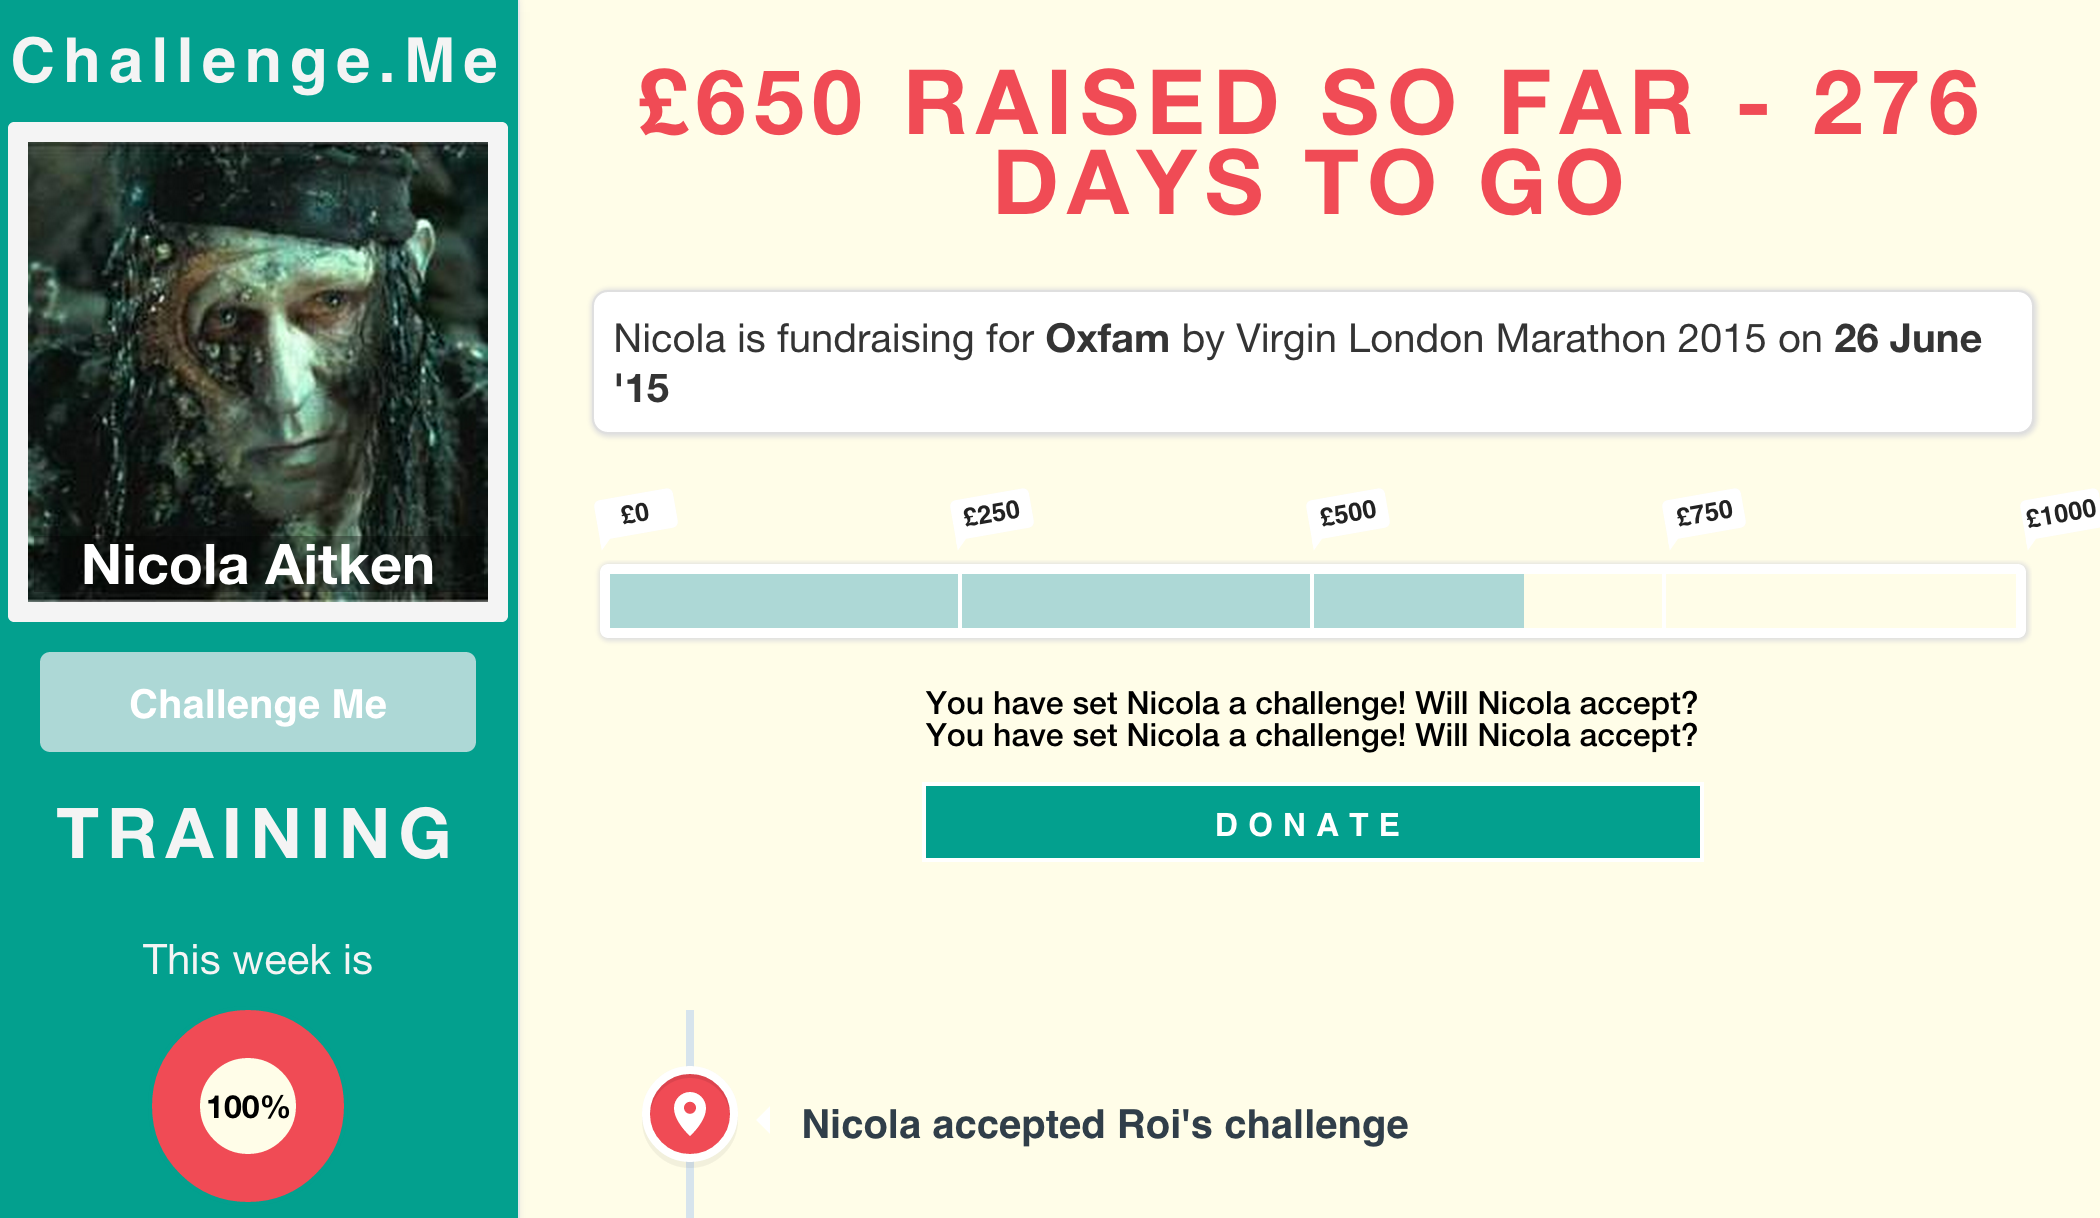 Challenge.Me
Nicola Aitken
Challenge Me
TRAINING
This week is
100%
£650 RAISED SO FAR - 276
DAYS TO GO
Nicola is fundraising for Oxfam by Virgin London Marathon 2015 on 26 June
'15
£0 £250 £500 £750 £1000
You have set Nicola a challenge! Will Nicola accept?
You have set Nicola a challenge! Will Nicola accept?
DONATE
Nicola accepted Roi's challenge